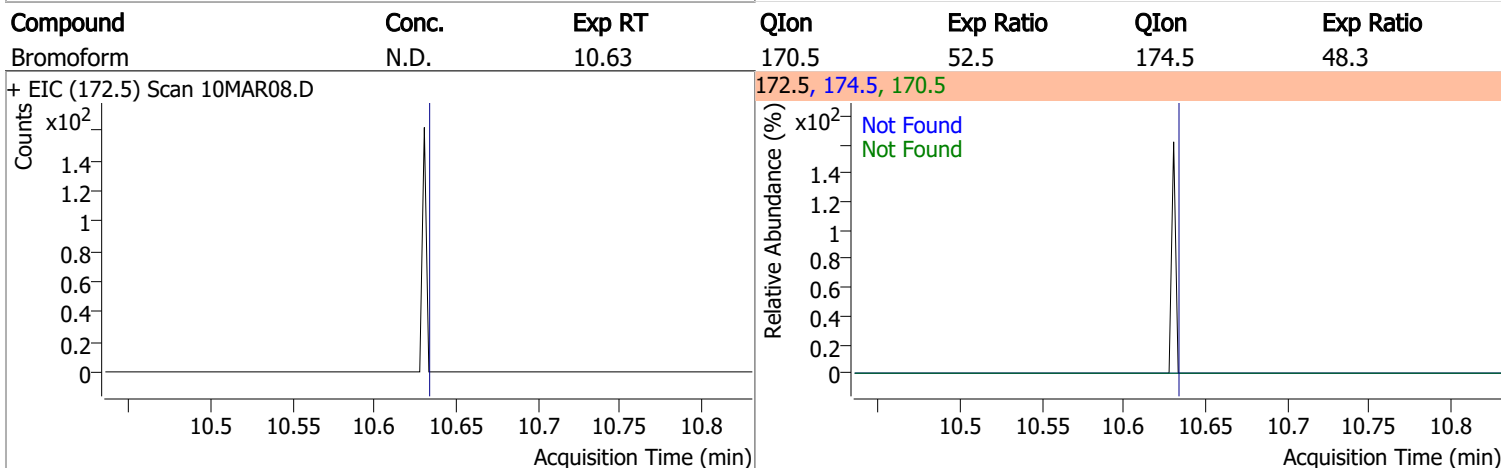 Compound Conc. Exp RT QIon Exp Ratio QIon Exp Ratio
Bromoform N.D. 10.63 170.5 52.5 174.5 48.3
+ EIC (172.5) Scan 10MAR08.D
Counts
x10²
1.4
1.2
1
0.8
0.6
0.4
0.2
0
10.5 10.55 10.6 10.65 10.7 10.75 10.8
Acquisition Time (min)
172.5, 174.5, 170.5
Relative Abundance (%)
x10²
Not Found
Not Found
1.4
1.2
1
0.8
0.6
0.4
0.2
0
10.5 10.55 10.6 10.65 10.7 10.75 10.8
Acquisition Time (min)